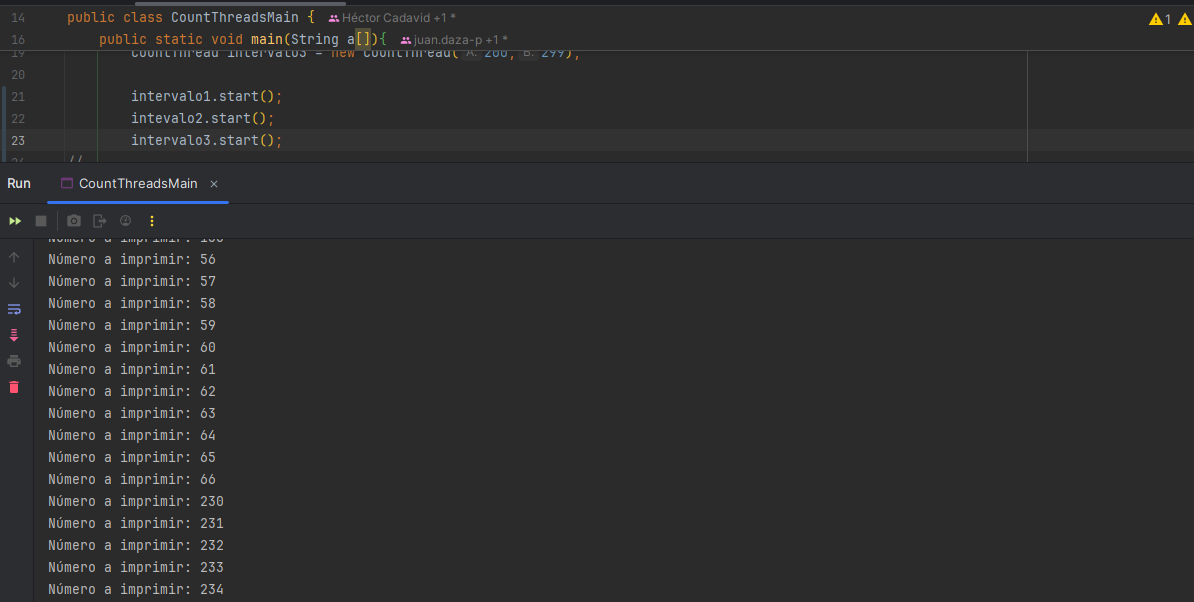 14 public class CountThreadsMain { Héctor Cadavid +1 *
1
16 public static void main(String a[]){ juan.daza-p +1 *
19 CountThread intervalo3 = new CountThread( A: 200, B: 299);
20
21 intervalo1.start();
22 intevalo2.start();
23 intervalo3.start();
24 //
Run CountThreadsMain ×
Número a imprimir:
Número a imprimir: 56
Número a imprimir: 57
Número a imprimir: 58
Número a imprimir: 59
Número a imprimir: 60
Número a imprimir: 61
Número a imprimir: 62
Número a imprimir: 63
Número a imprimir: 64
Número a imprimir: 65
Número a imprimir: 66
Número a imprimir: 230
Número a imprimir: 231
Número a imprimir: 232
Número a imprimir: 233
Número a imprimir: 234